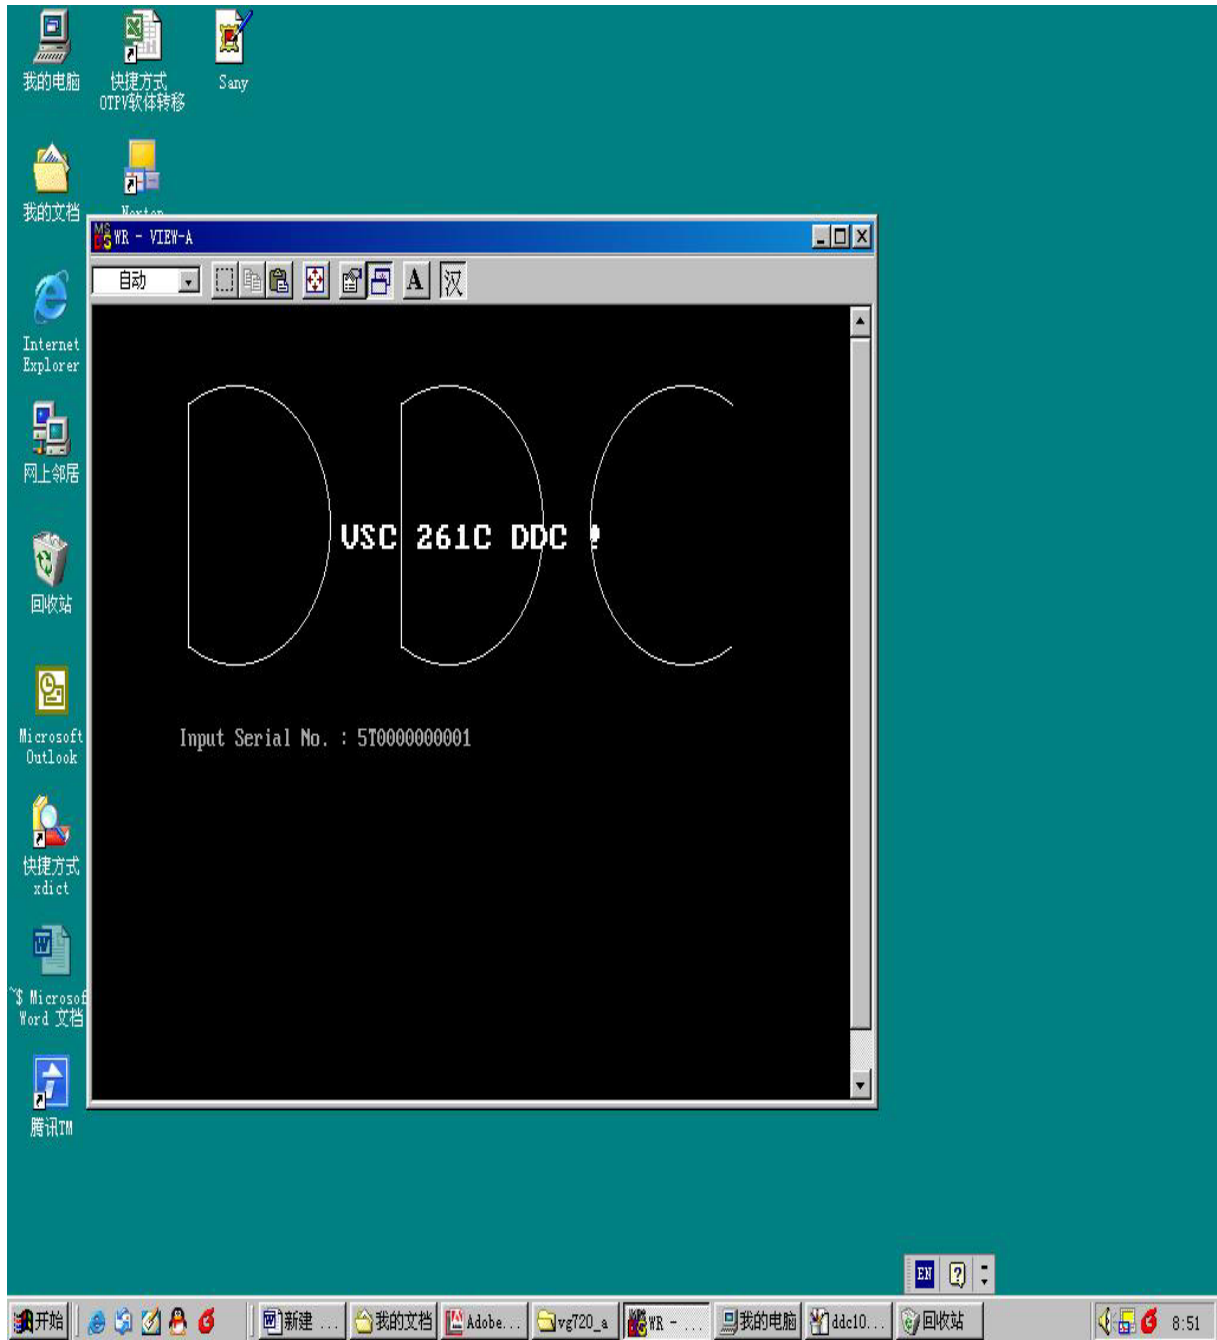 我的电脑
快捷方式
OTPV软体转移
Sany
我的文档
Norton
WR - VIEW-A
自动
A
汉
Internet
Explorer
网上邻居
回收站
Microsoft
Outlook
快捷方式
xdict
~$ Microsof
Word 文档
腾讯TM
DDC
VSC 261C DDC !
Input Serial No. : 5T0000000001
EN
开始
新建 ...
我的文档
Adobe...
vg720_a
WR - ...
我的电脑
ddc10...
回收站
8:51